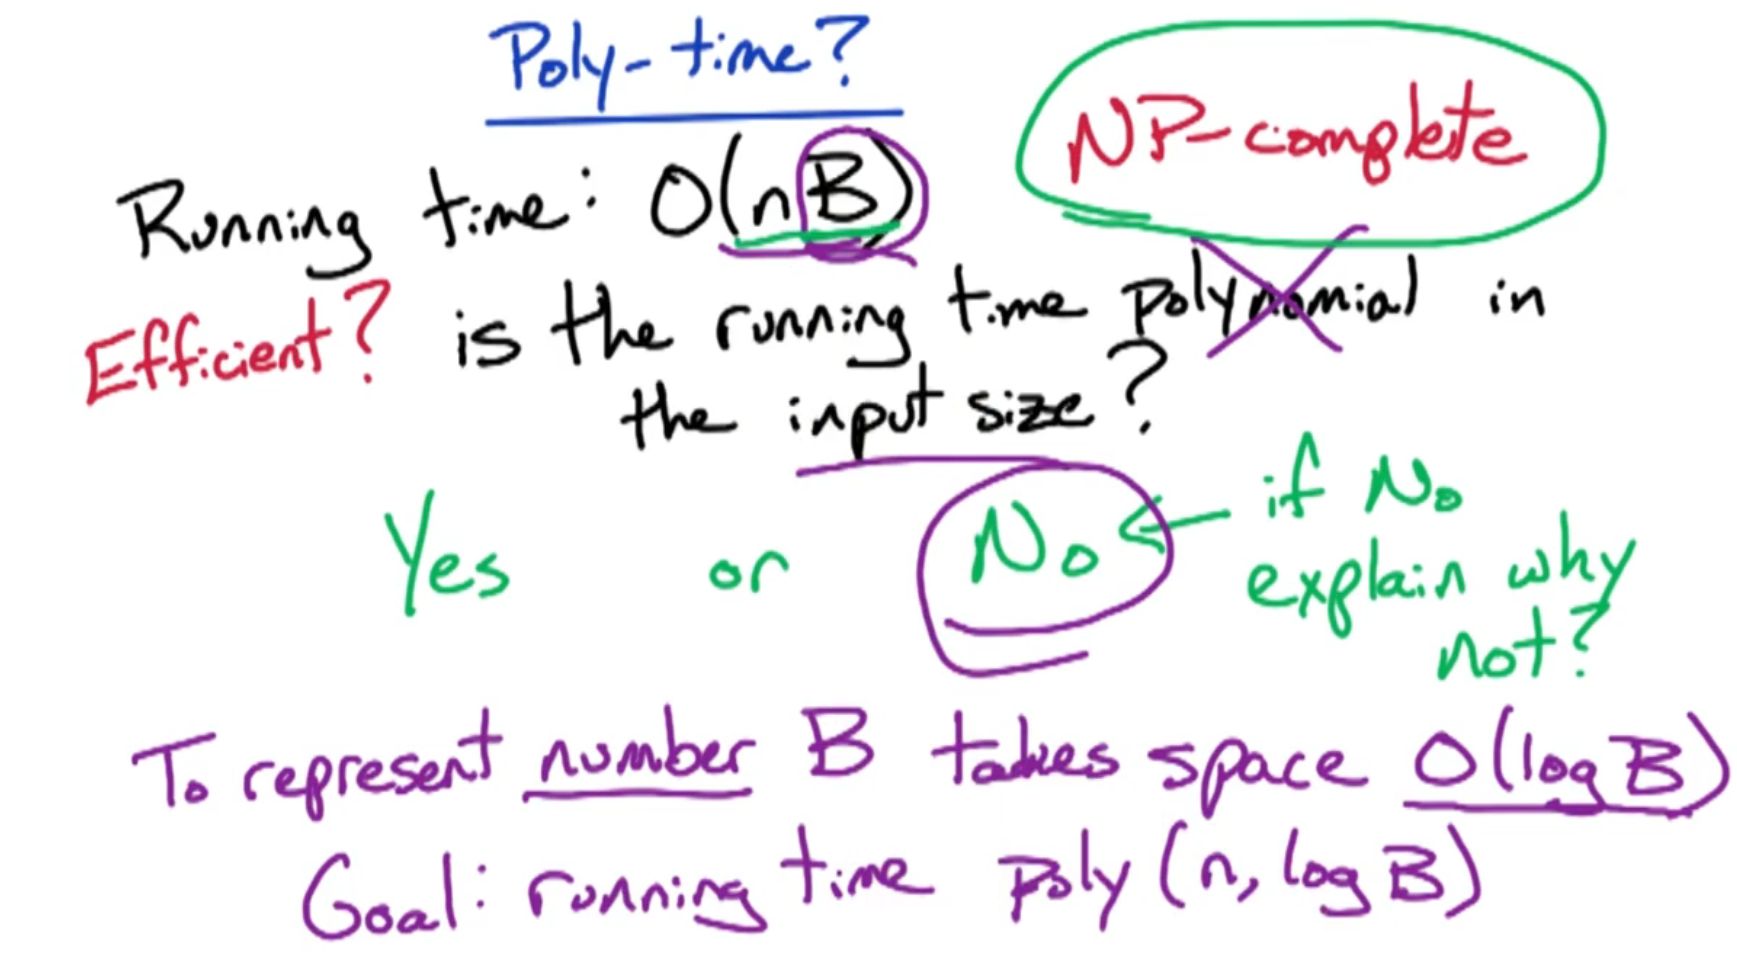 Poly-time?
NP-complete
Running time: O(nB)
Efficient? is the running time polynomial in
the input size?
Yes or No ← if No
explain why
not?
To represent number B takes space O(log B)
Goal: running time poly(n, log B)